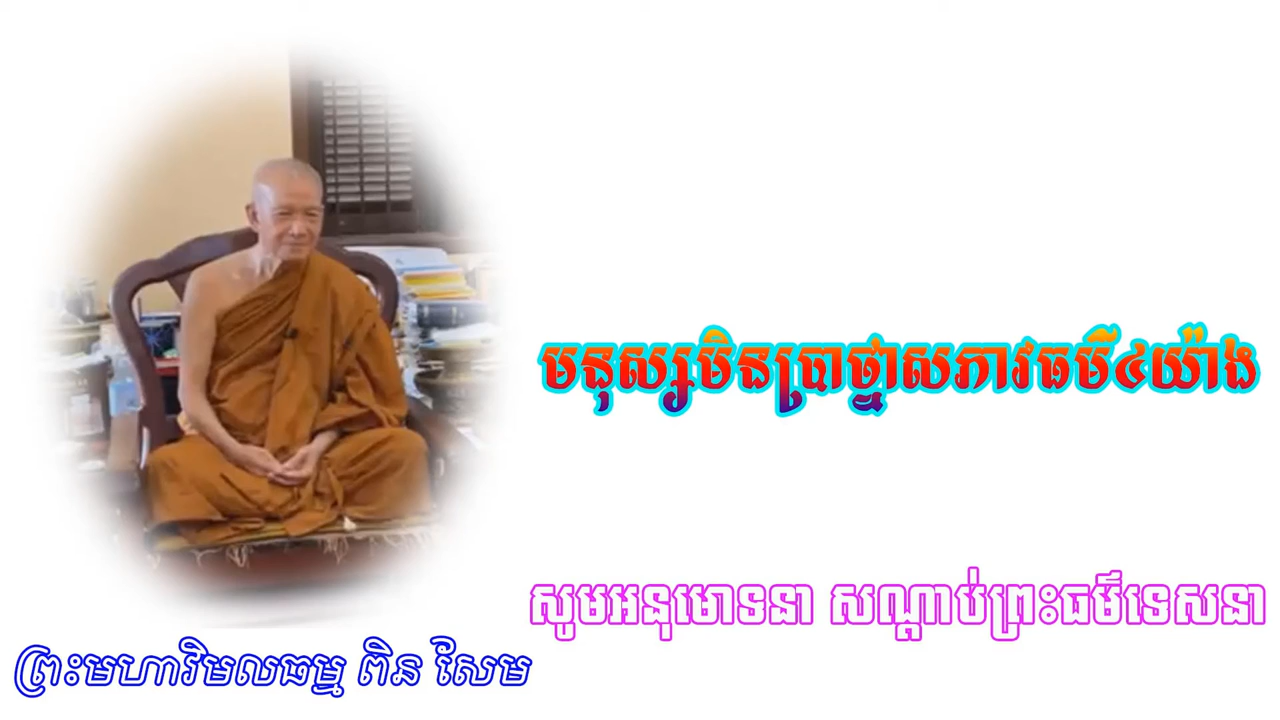 មនុស្សមិនប្រាថ្នាសភាវធម៌៤យ៉ាង
សូមអនុមោទនា សណ្ដាប់ព្រះធម៌ទេសនា
ព្រះមហាវិមលធម្ម ពិន សែម